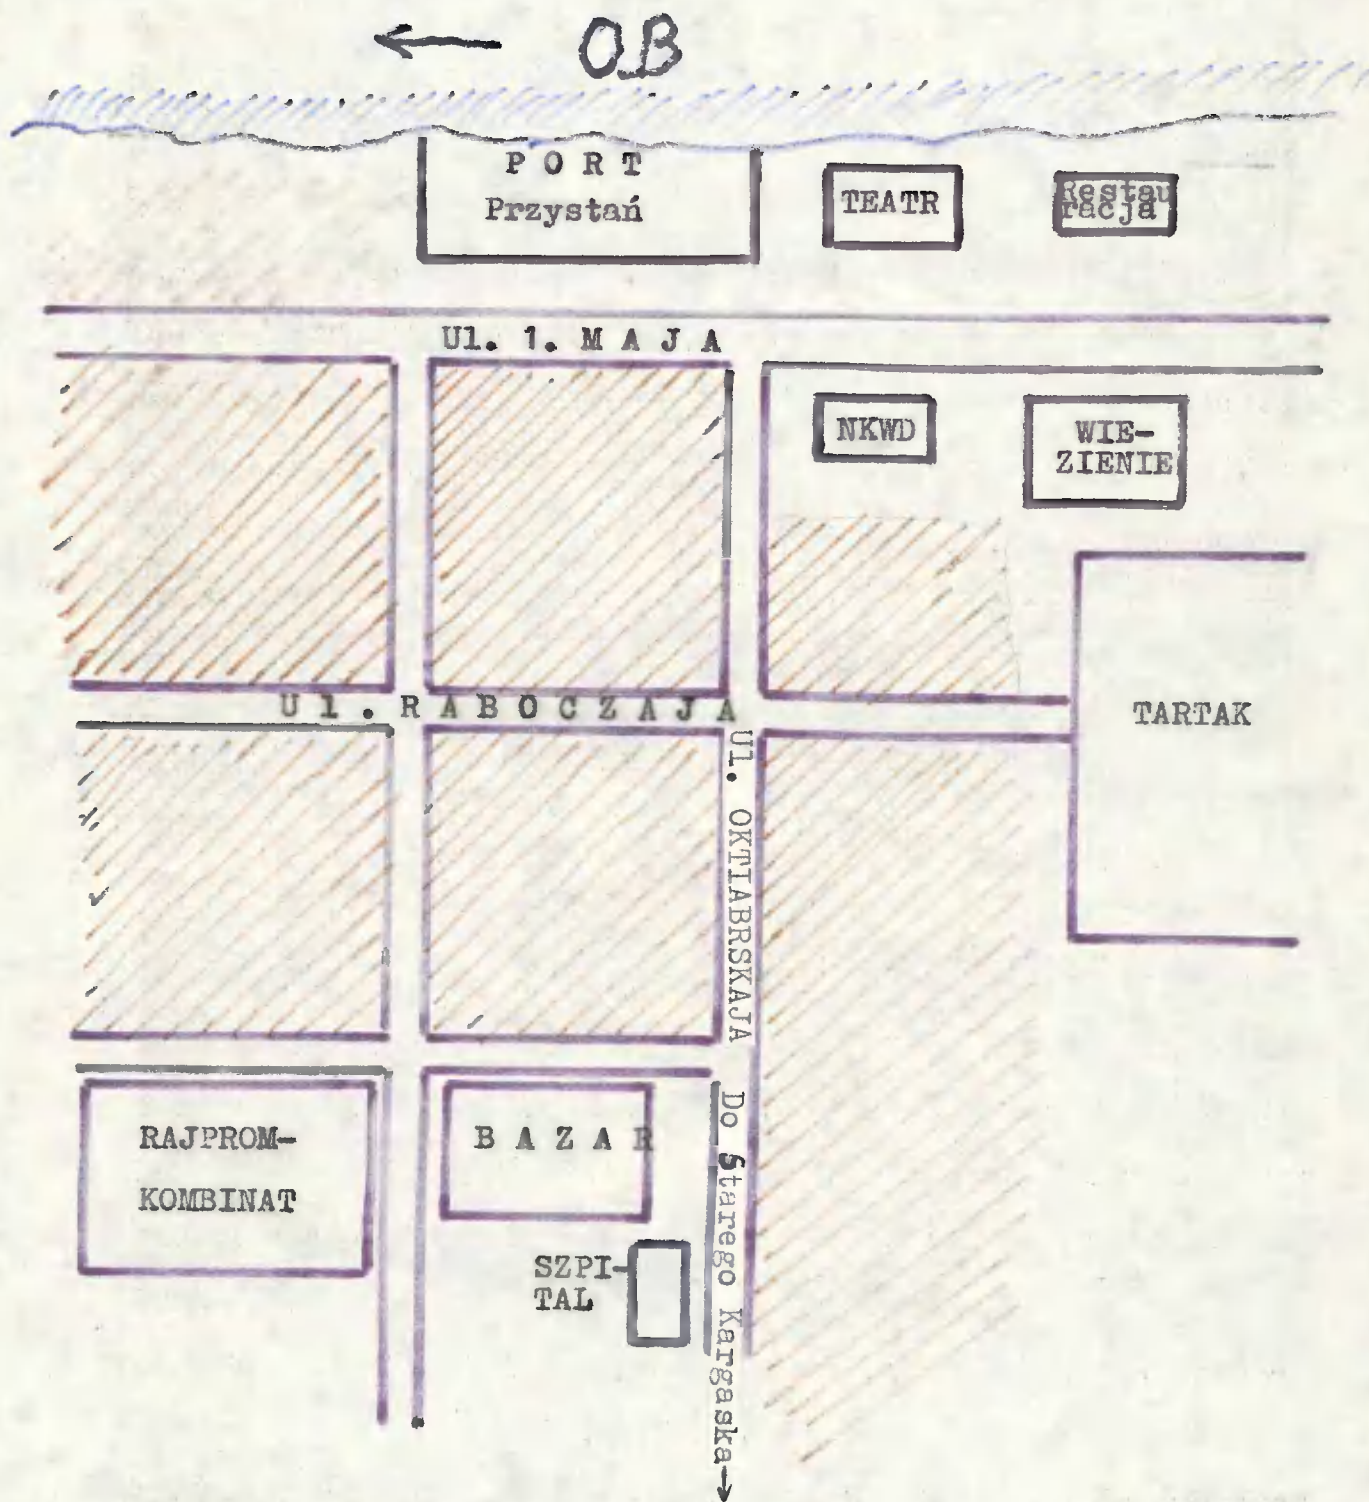 ← OB
PORT
Przystań
TEATR
Restau
racja
Ul. 1. MAJA
NKWD
WIE-
ZIENIE
Ul. RABOCZAJA
TARTAK
Ul. OKTIABRSKAJA
RAJPROM-
KOMBINAT
BAZAR
Do Starego Kargaska→
SZPI-
TAL